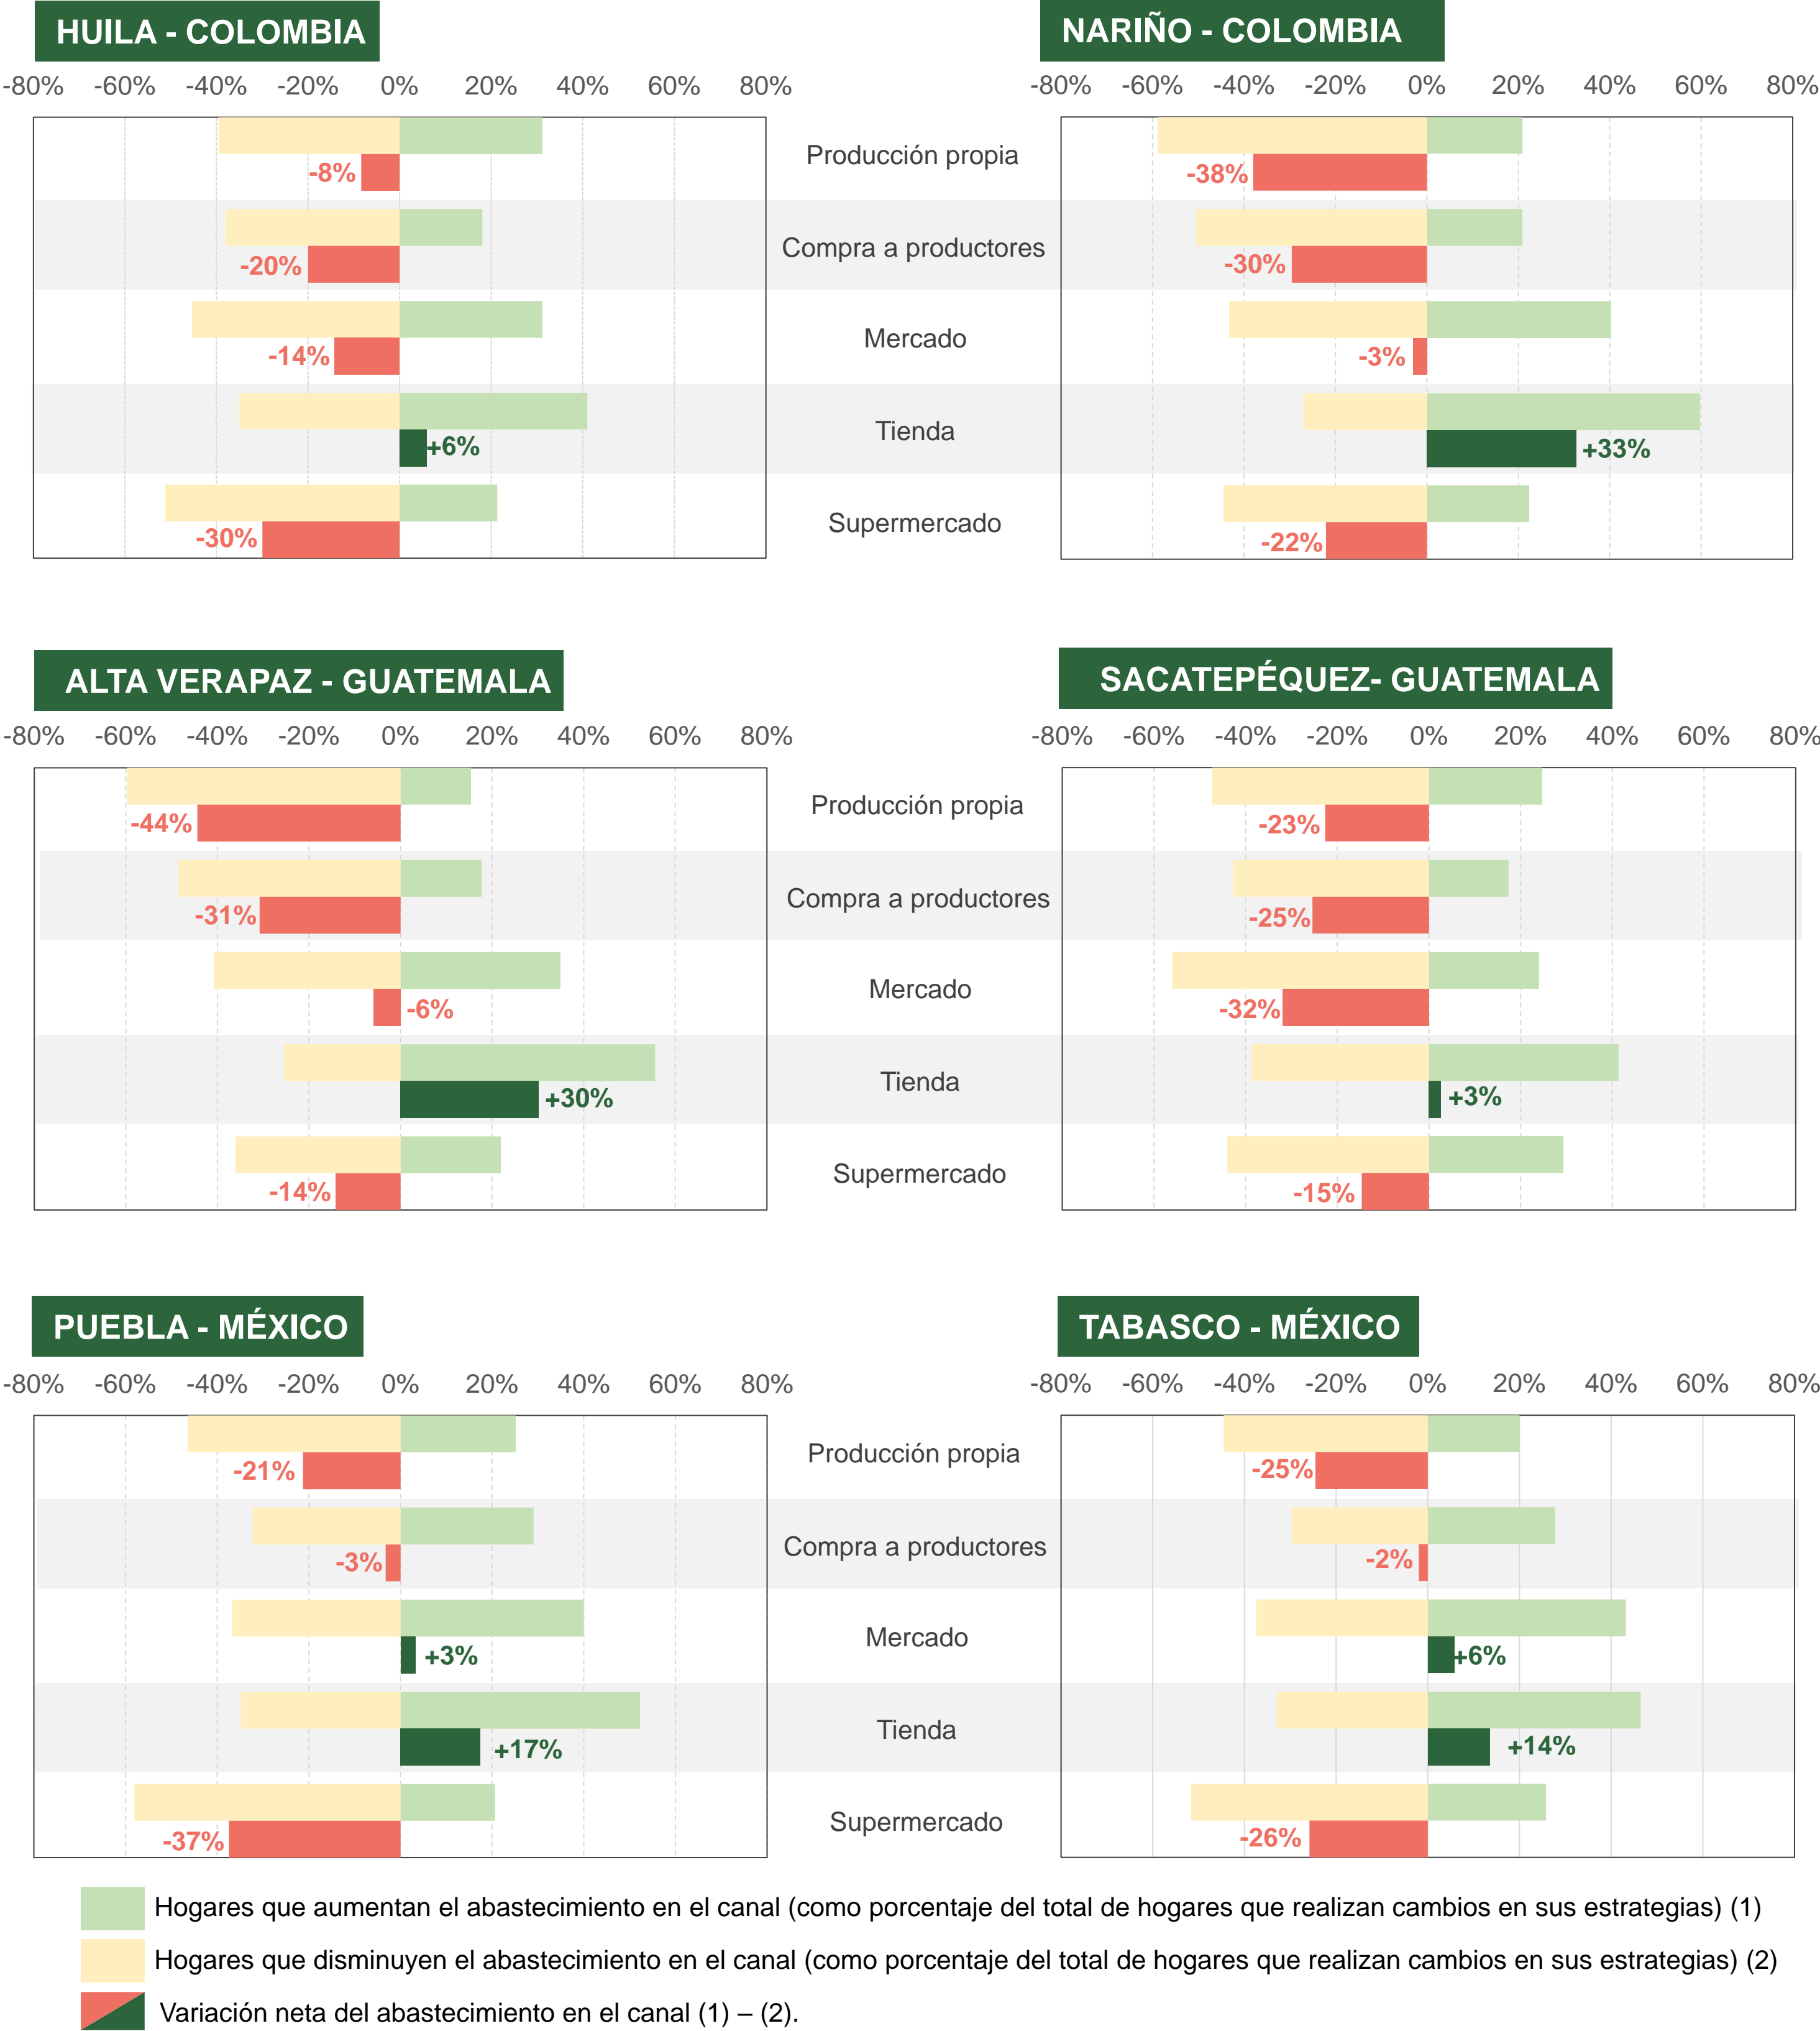 HUILA - COLOMBIA
NARIÑO - COLOMBIA
-80% -60% -40% -20% 0% 20% 40% 60% 80%
-80% -60% -40% -20% 0% 20% 40% 60% 80%
Producción propia
-8%
-38%
Compra a productores
-20%
-30%
Mercado
-14%
-3%
Tienda
+6%
+33%
Supermercado
-30%
-22%
ALTA VERAPAZ - GUATEMALA
SACATEPÉQUEZ- GUATEMALA
-80% -60% -40% -20% 0% 20% 40% 60% 80%
-80% -60% -40% -20% 0% 20% 40% 60% 80%
Producción propia
-44%
-23%
Compra a productores
-31%
-25%
Mercado
-6%
-32%
Tienda
+30%
+3%
Supermercado
-14%
-15%
PUEBLA - MÉXICO
TABASCO - MÉXICO
-80% -60% -40% -20% 0% 20% 40% 60% 80%
-80% -60% -40% -20% 0% 20% 40% 60% 80%
Producción propia
-21%
-25%
Compra a productores
-3%
-2%
Mercado
+3%
+6%
Tienda
+17%
+14%
Supermercado
-37%
-26%
Hogares que aumentan el abastecimiento en el canal (como porcentaje del total de hogares que realizan cambios en sus estrategias) (1)
Hogares que disminuyen el abastecimiento en el canal (como porcentaje del total de hogares que realizan cambios en sus estrategias) (2)
Variación neta del abastecimiento en el canal (1) – (2).